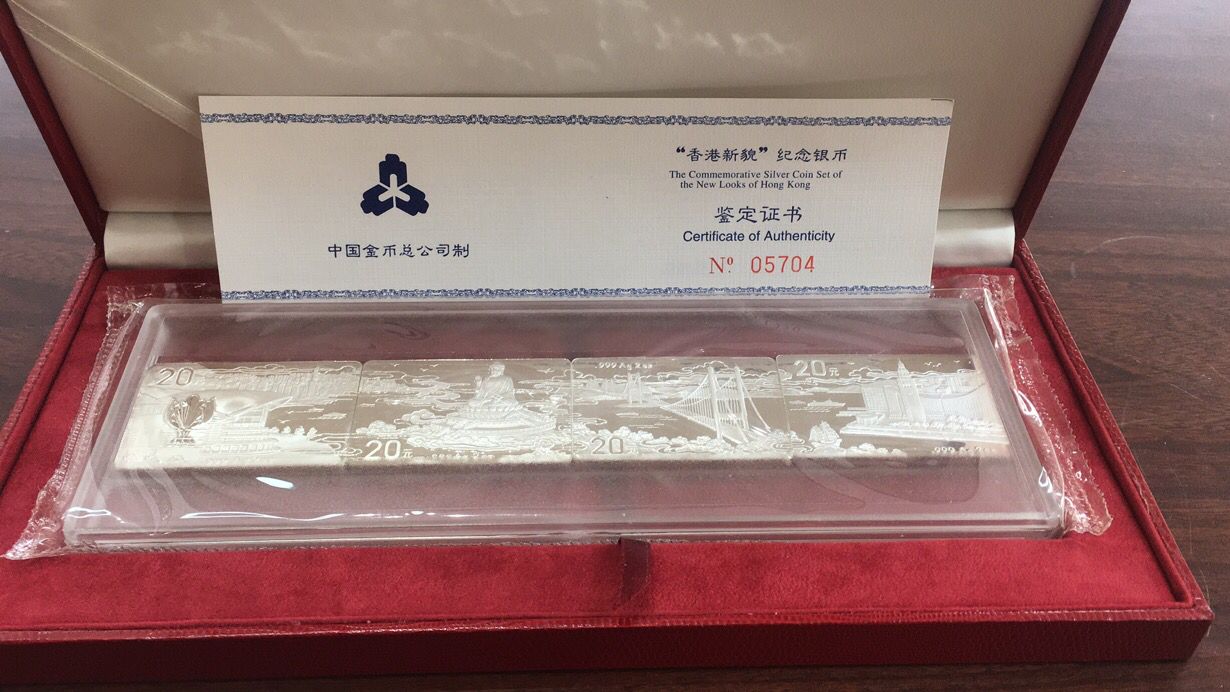 “香港新貌”纪念银币
The Commemorative Silver Coin Set of
the New Looks of Hong Kong
鉴定证书
Certificate of Authenticity
中国金币总公司制
Nº 05704
20
20元
20
20元
.999
999